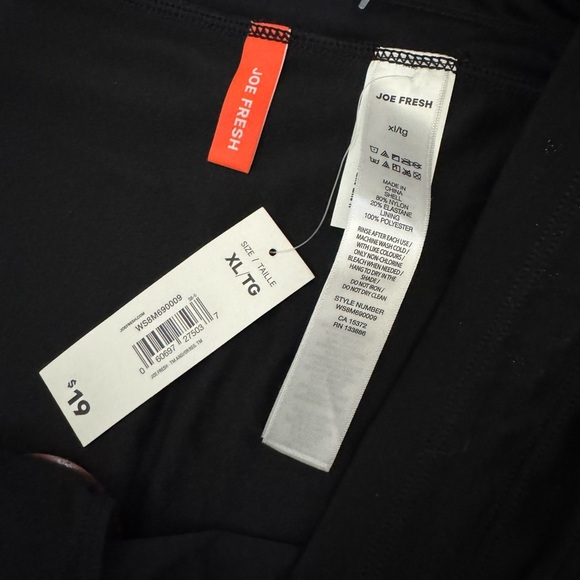 JOE FRESH
JOE FRESH
xl/tg
MADE IN
CHINA
SHELL
80% NYLON
20% ELASTANE
LINING
100% POLYESTER
RINSE AFTER EACH USE /
MACHINE WASH COLD /
WITH LIKE COLOURS /
ONLY NON-CHLORINE
BLEACH WHEN NEEDED /
HANG TO DRY IN THE
SHADE /
DO NOT IRON /
DO NOT DRY CLEAN
STYLE NUMBER
WS8M690009
CA 15372
RN 133886
SIZE / TAILLE
XL/TG
WS8M690009
JOEFRESH.COM
0 60697 27503 7
$19